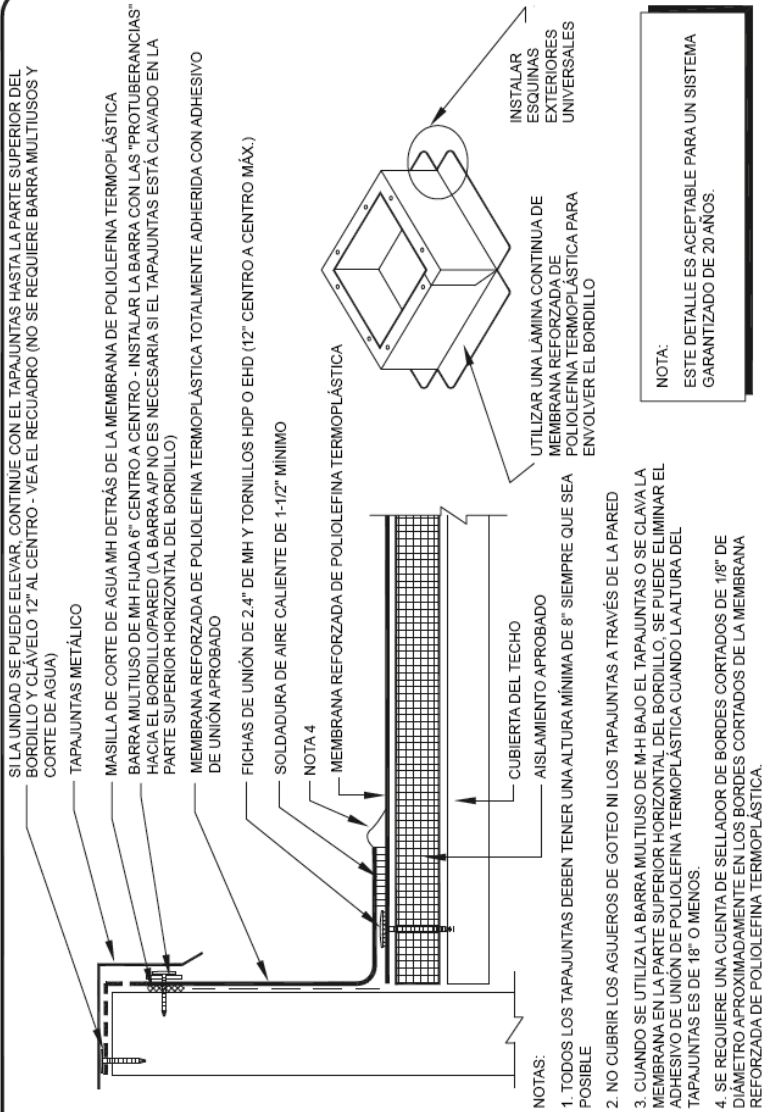 SI LA UNIDAD SE PUEDE ELEVAR, CONTINÚE CON EL TAPAJUNTAS HASTA LA PARTE SUPERIOR DEL
BORDILLO Y CLÁVELO 12" AL CENTRO - VEA EL RECUADRO (NO SE REQUIERE BARRA MULTIUSOS Y
CORTE DE AGUA)
TAPAJUNTAS METÁLICO
MASILLA DE CORTE DE AGUA MH DETRÁS DE LA MEMBRANA DE POLIOLEFINA TERMOPLÁSTICA
BARRA MULTIUSO DE MH FIJADA 6" CENTRO A CENTRO - INSTALAR LA BARRA CON LAS "PROTUBERANCIAS"
HACIA EL BORDILLO/PARED (LA BARRA A/P NO ES NECESARIA SI EL TAPAJUNTAS ESTÁ CLAVADO EN LA
PARTE SUPERIOR HORIZONTAL DEL BORDILLO)
MEMBRANA REFORZADA DE POLIOLEFINA TERMOPLÁSTICA TOTALMENTE ADHERIDA CON ADHESIVO
DE UNIÓN APROBADO
FICHAS DE UNIÓN DE 2.4" DE MH Y TORNILLOS HDP O EHD (12" CENTRO A CENTRO MÁX.)
SOLDADURA DE AIRE CALIENTE DE 1-1/2" MÍNIMO
NOTA 4
MEMBRANA REFORZADA DE POLIOLEFINA TERMOPLÁSTICA
CUBIERTA DEL TECHO
AISLAMIENTO APROBADO
INSTALAR
ESQUINAS
EXTERIORES
UNIVERSALES
UTILIZAR UNA LÁMINA CONTINUA DE
MEMBRANA REFORZADA DE
POLIOLEFINA TERMOPLÁSTICA PARA
ENVOLVER EL BORDILLO
NOTAS:
1. TODOS LOS TAPAJUNTAS DEBEN TENER UNA ALTURA MÍNIMA DE 8" SIEMPRE QUE SEA
POSIBLE
2. NO CUBRIR LOS AGUJEROS DE GOTEO NI LOS TAPAJUNTAS A TRAVÉS DE LA PARED
3. CUANDO SE UTILIZA LA BARRA MULTIUSO DE M-H BAJO EL TAPAJUNTAS O SE CLAVA LA
MEMBRANA EN LA PARTE SUPERIOR HORIZONTAL DEL BORDILLO, SE PUEDE ELIMINAR EL
ADHESIVO DE UNIÓN DE POLIOLEFINA TERMOPLÁSTICA CUANDO LA ALTURA DEL
TAPAJUNTAS ES DE 18" O MENOS.
4. SE REQUIERE UNA CUENTA DE SELLADOR DE BORDES CORTADOS DE 1/8" DE
DIÁMETRO APROXIMADAMENTE EN LOS BORDES CORTADOS DE LA MEMBRANA
REFORZADA DE POLIOLEFINA TERMOPLÁSTICA.
NOTA:
ESTE DETALLE ES ACEPTABLE PARA UN SISTEMA
GARANTIZADO DE 20 AÑOS.